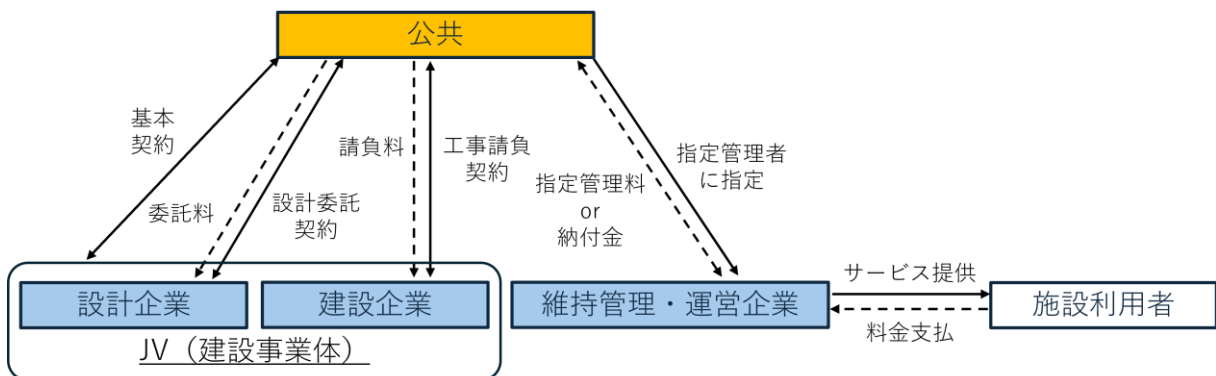 公共
基本
契約
委託料
設計委託
契約
請負料
工事請負
契約
指定管理料
or
納付金
指定管理者
に指定
設計企業
建設企業
JV（建設事業体）
維持管理・運営企業
サービス提供
料金支払
施設利用者